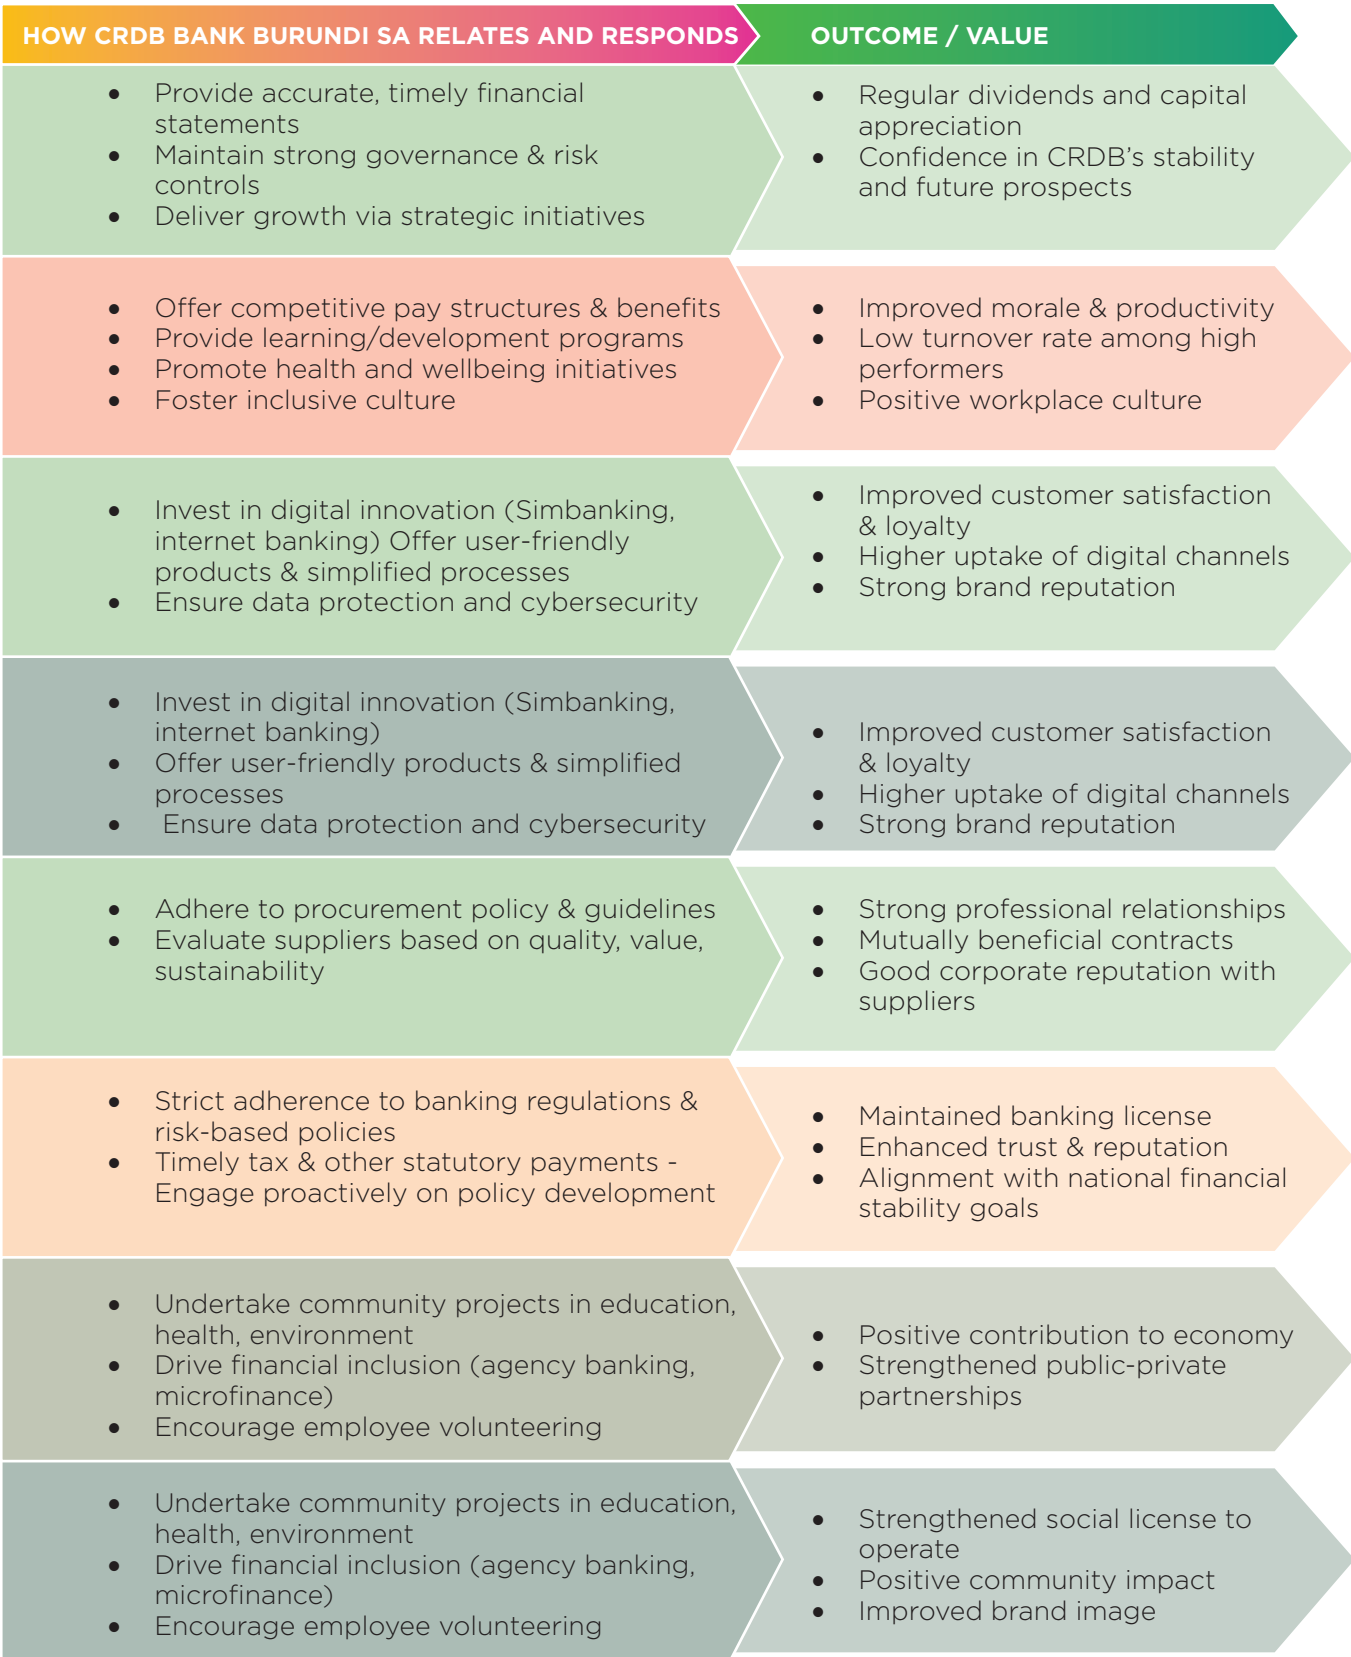 HOW CRDB BANK BURUNDI SA RELATES AND RESPONDS
OUTCOME / VALUE
• Provide accurate, timely financial
statements
• Maintain strong governance & risk
controls
• Deliver growth via strategic initiatives
• Regular dividends and capital
appreciation
• Confidence in CRDB's stability
and future prospects
• Offer competitive pay structures & benefits
• Provide learning/development programs
• Promote health and wellbeing initiatives
• Foster inclusive culture
• Improved morale & productivity
• Low turnover rate among high
performers
• Positive workplace culture
• Invest in digital innovation (Simbanking,
internet banking) Offer user-friendly
products & simplified processes
• Ensure data protection and cybersecurity
• Improved customer satisfaction
& loyalty
• Higher uptake of digital channels
• Strong brand reputation
• Invest in digital innovation (Simbanking,
internet banking)
• Offer user-friendly products & simplified
processes
• Ensure data protection and cybersecurity
• Improved customer satisfaction
& loyalty
• Higher uptake of digital channels
• Strong brand reputation
• Adhere to procurement policy & guidelines
• Evaluate suppliers based on quality, value,
sustainability
• Strong professional relationships
• Mutually beneficial contracts
• Good corporate reputation with
suppliers
• Strict adherence to banking regulations &
risk-based policies
• Timely tax & other statutory payments -
Engage proactively on policy development
• Maintained banking license
• Enhanced trust & reputation
• Alignment with national financial
stability goals
• Undertake community projects in education,
health, environment
• Drive financial inclusion (agency banking,
microfinance)
• Encourage employee volunteering
• Positive contribution to economy
• Strengthened public-private
partnerships
• Undertake community projects in education,
health, environment
• Drive financial inclusion (agency banking,
microfinance)
• Encourage employee volunteering
• Strengthened social license to
operate
• Positive community impact
• Improved brand image